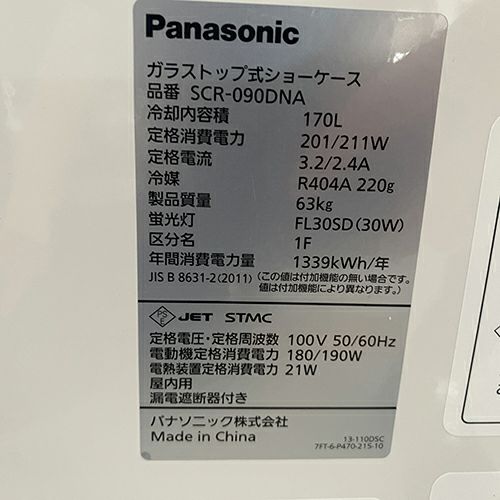 Panasonic
ガラストップ式ショーケース
品番 SCR-090DNA
冷却内容積 170L
定格消費電力 201/211W
定格電流 3.2/2.4A
冷媒 R404A 220g
製品質量 63kg
蛍光灯 FL30SD(30W)
区分名 1F
年間消費電力量 1339kWh/年
JIS B 8631-2(2011) (この値は付加機能の無い場合です。
値は付加機能により異なります。)
PS
E JET STMC
定格電圧・定格周波数 100V 50/60Hz
電動機定格消費電力 180/190W
電熱装置定格消費電力 21W
屋内用
漏電遮断器付き
パナソニック株式会社
Made in China
13-110DSC
7FT-6-P470-215-10